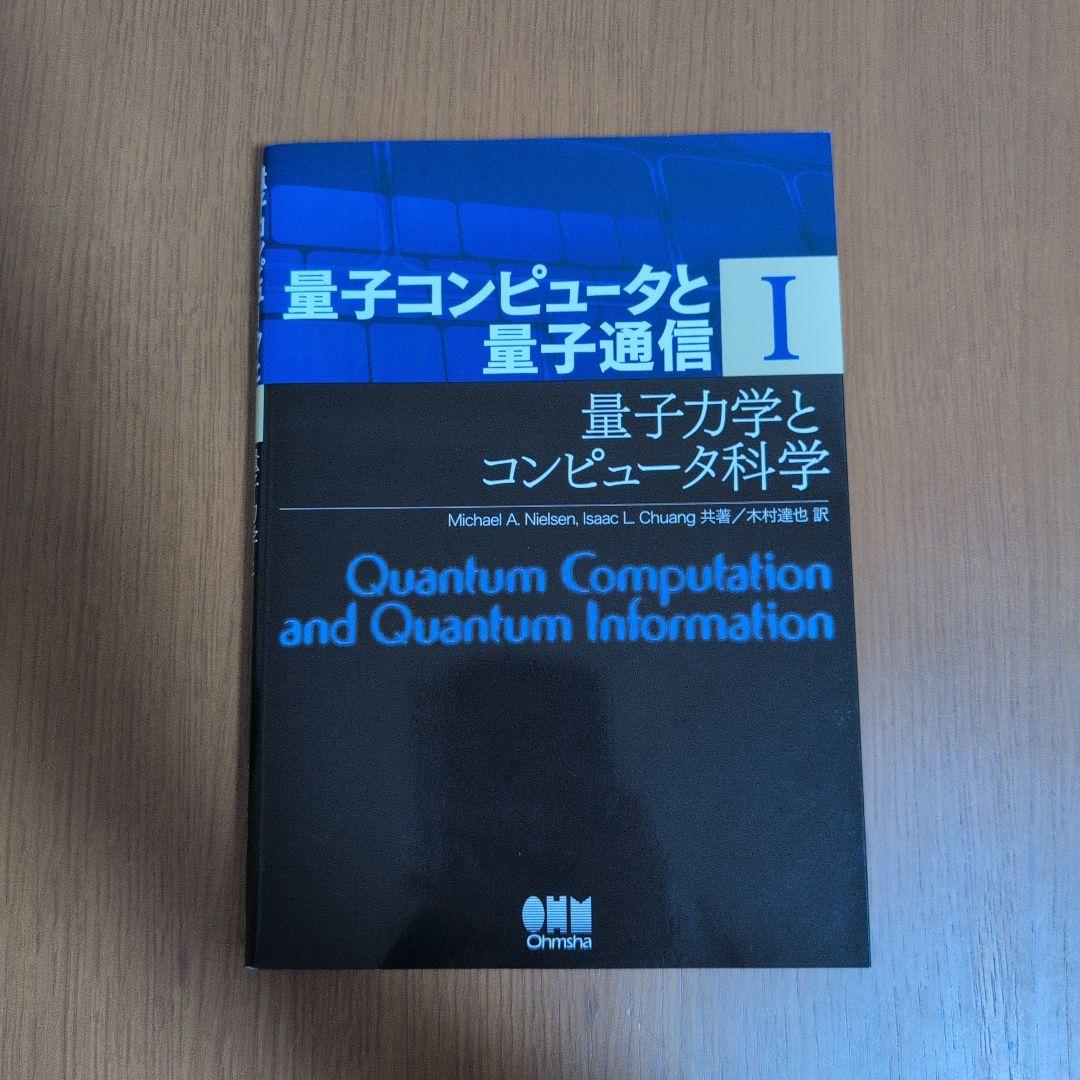 量子コンピュータと
量子通信
I
量子力学と
コンピュータ科学
Michael A. Nielsen, Isaac L. Chuang 共著／木村達也 訳
Quantum Computation
and Quantum Information
OHM
Ohmsha